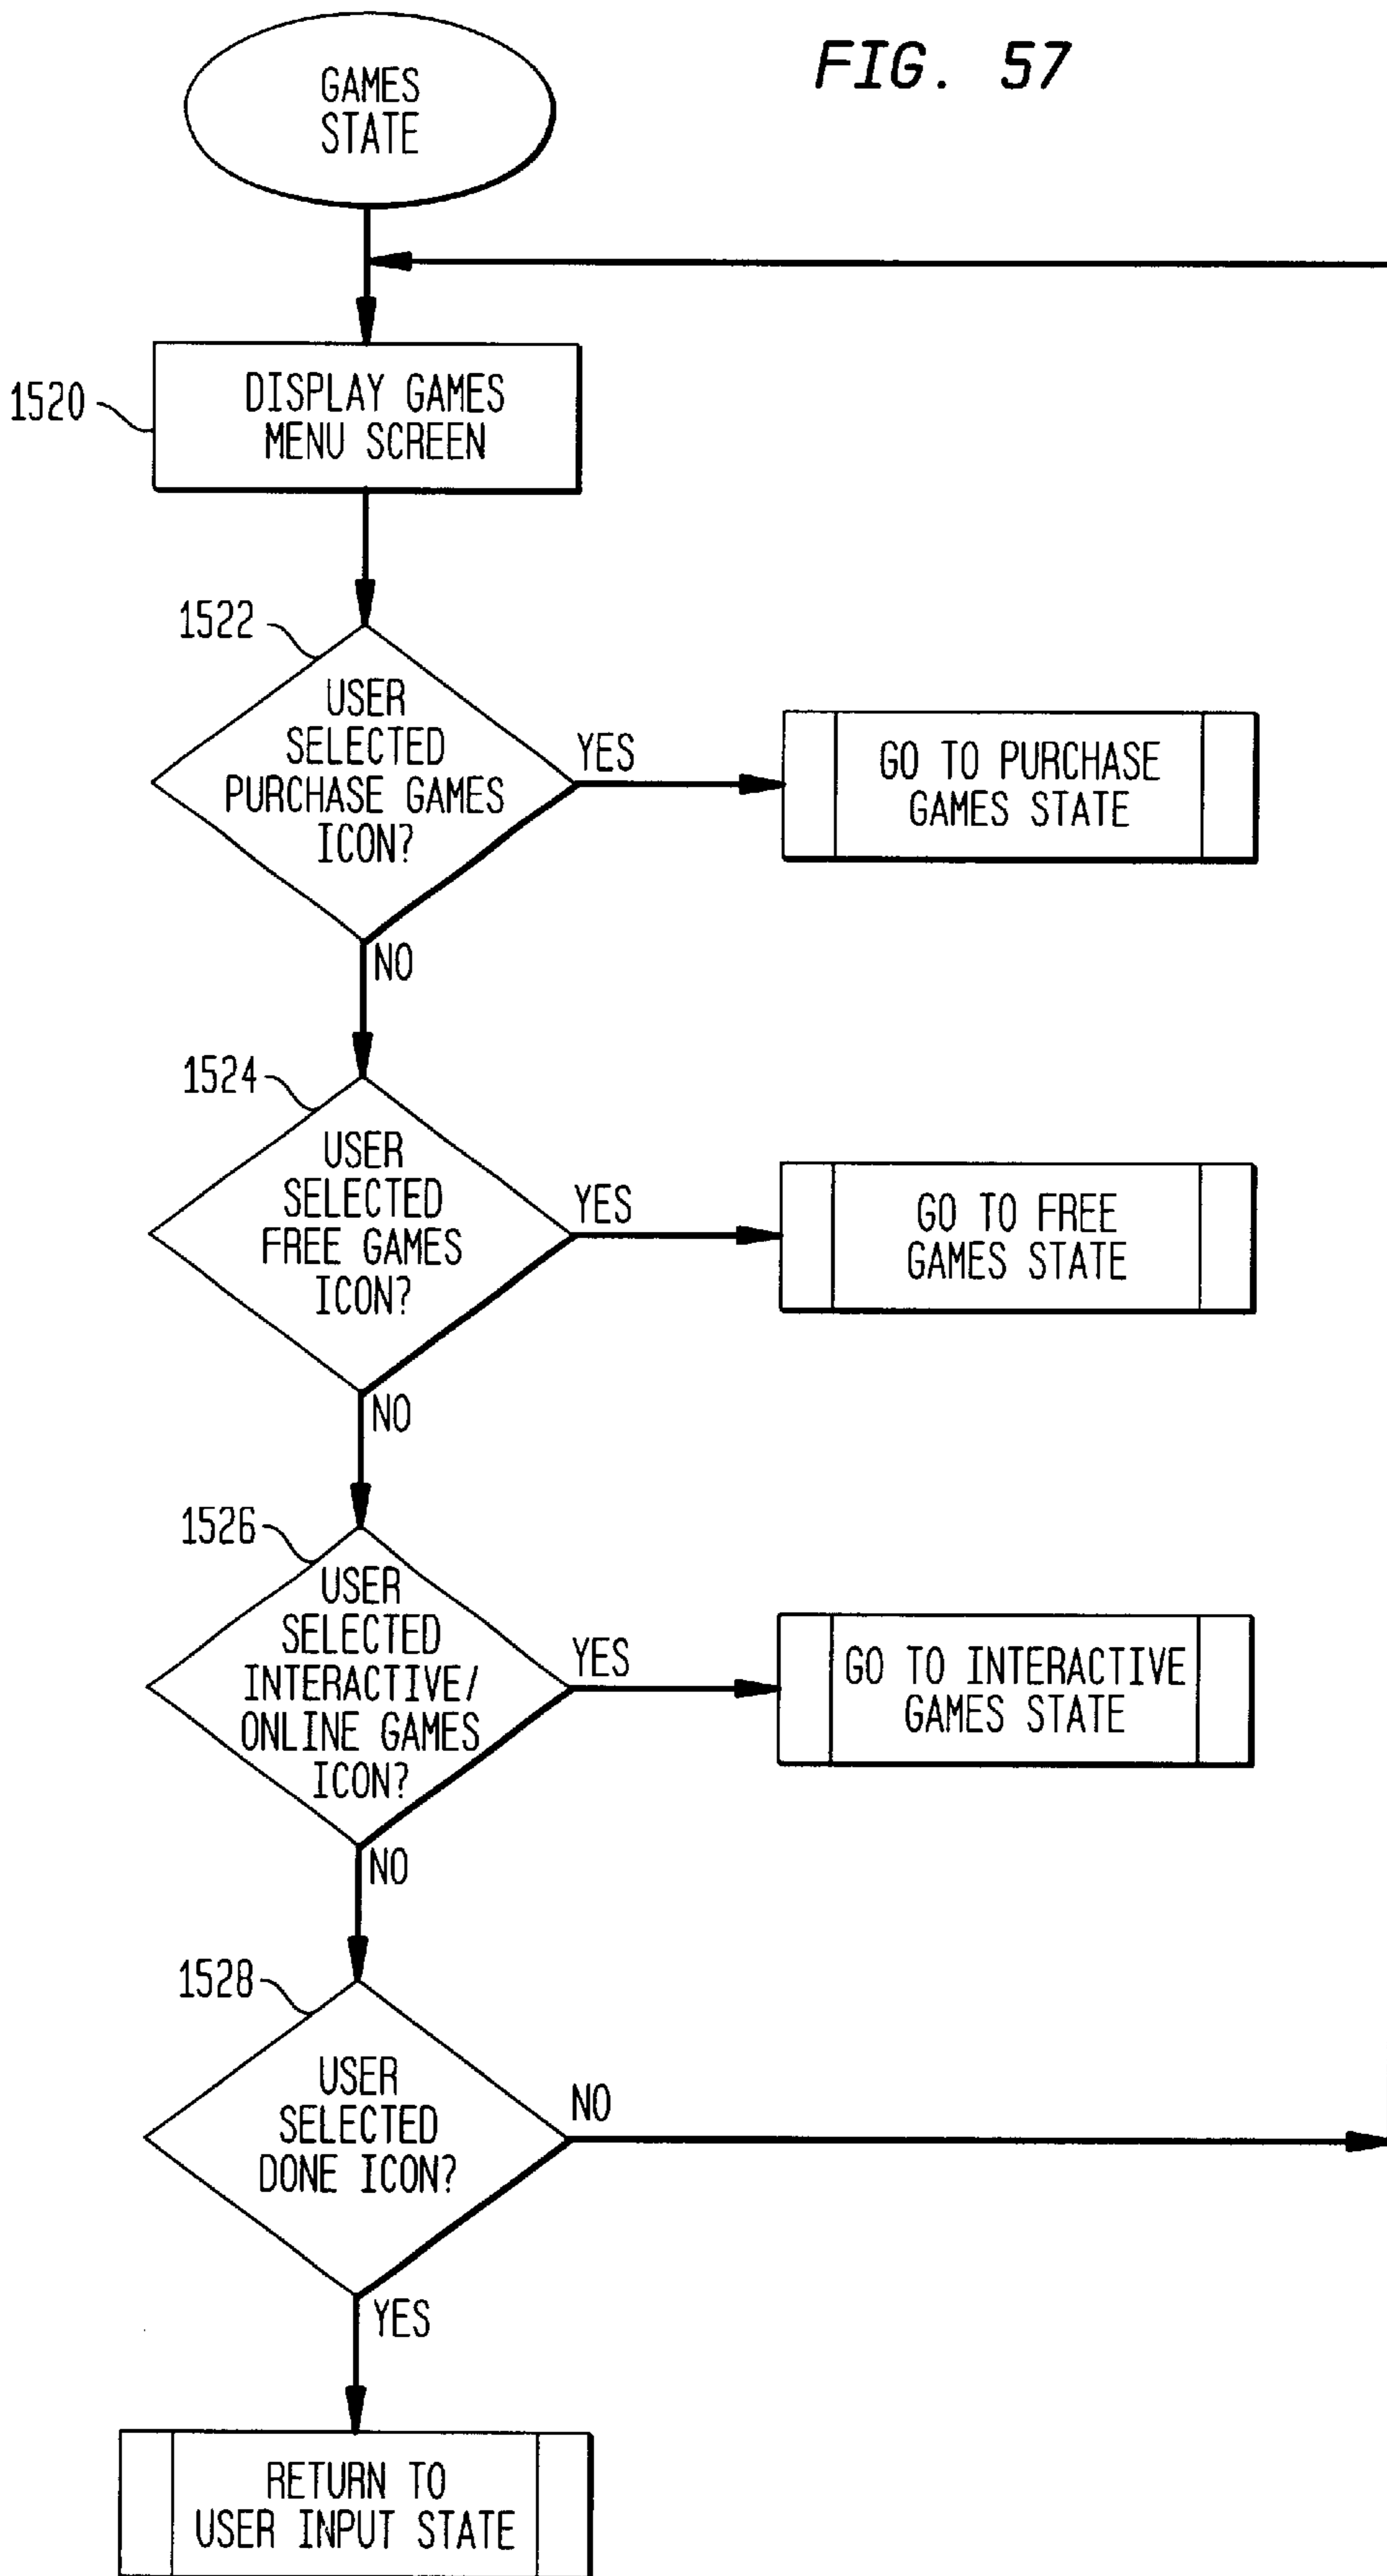 FIG. 57
GAMES
STATE
1520
DISPLAY GAMES
MENU SCREEN
1522
USER
SELECTED
PURCHASE GAMES
ICON?
YES
GO TO PURCHASE
GAMES STATE
NO
1524
USER
SELECTED
FREE GAMES
ICON?
YES
GO TO FREE
GAMES STATE
NO
1526
USER
SELECTED
INTERACTIVE/
ONLINE GAMES
ICON?
YES
GO TO INTERACTIVE
GAMES STATE
NO
1528
USER
SELECTED
DONE ICON?
NO
YES
RETURN TO
USER INPUT STATE